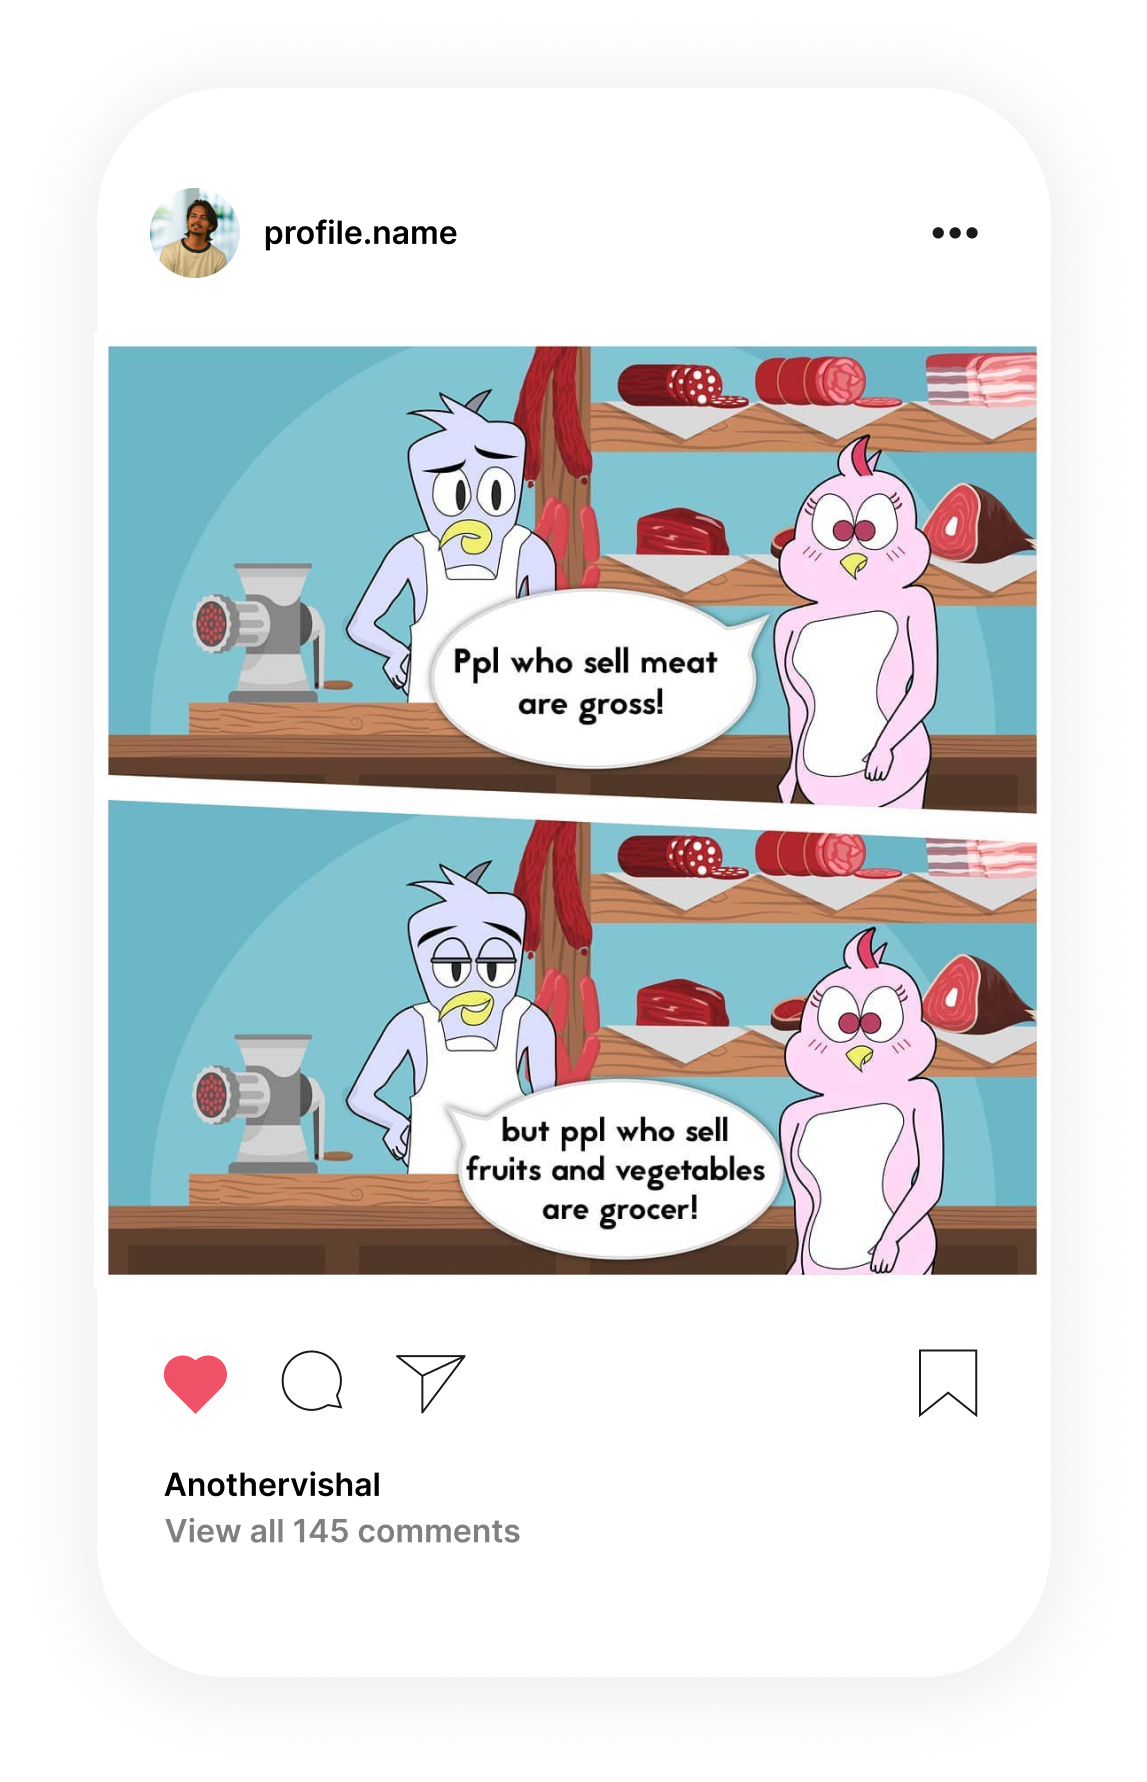 profile.name
Ppl who sell meat
are gross!
but ppl who sell
fruits and vegetables
are grocer!
Anothervishal
View all 145 comments